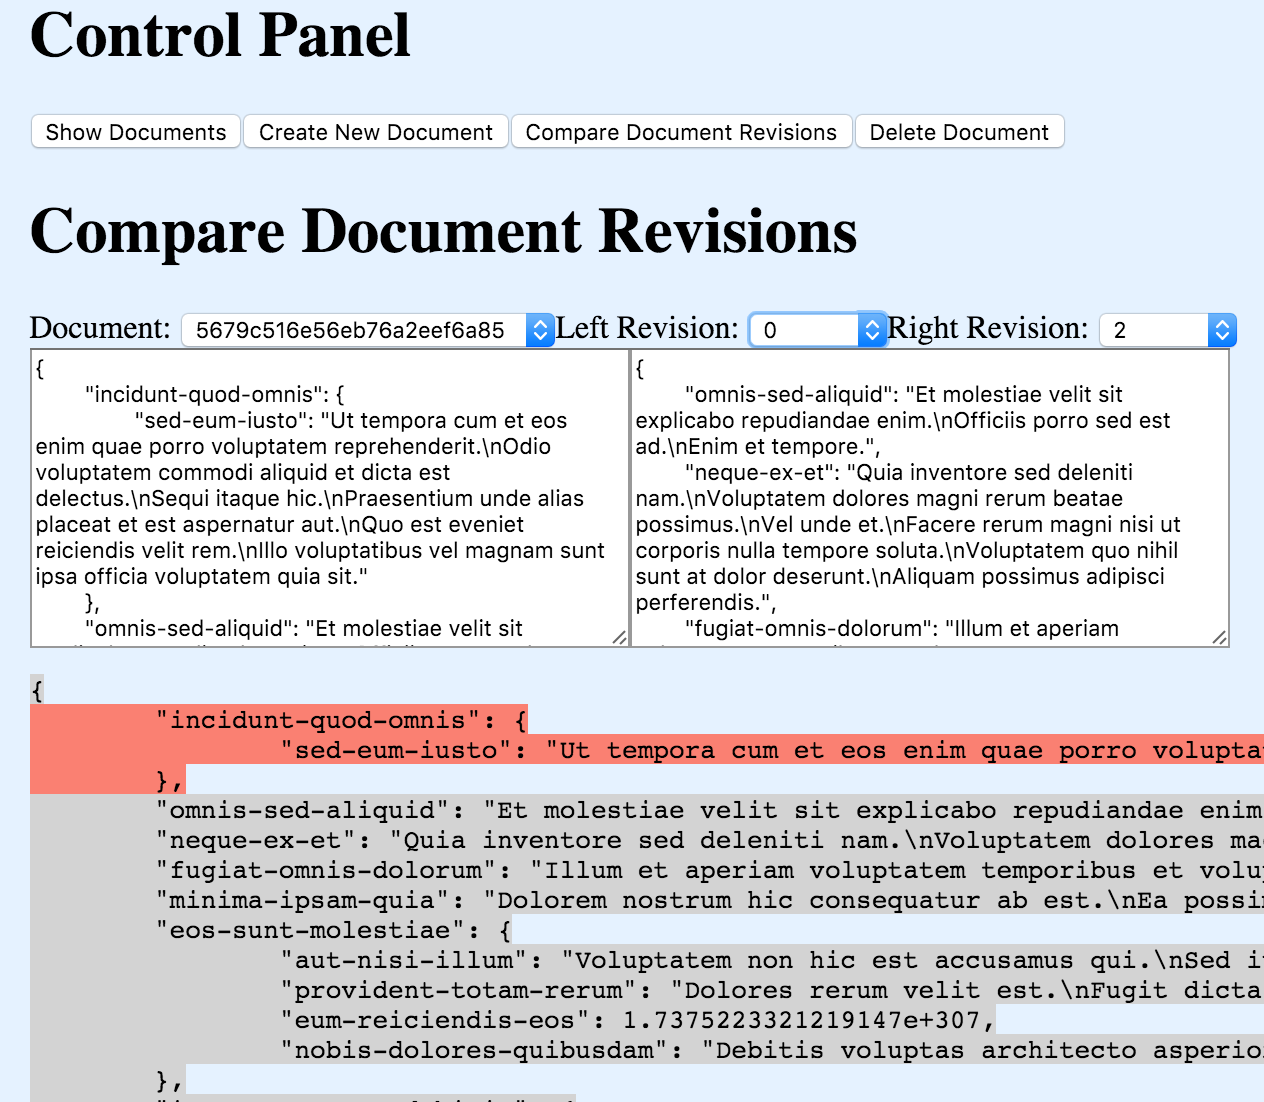 Control Panel
Show Documents Create New Document Compare Document Revisions Delete Document
Compare Document Revisions
Document: 5679c516e56eb76a2eef6a85 Left Revision: 0 Right Revision: 2
{
"incidunt-quod-omnis": {
"sed-eum-iusto": "Ut tempora cum et eos
enim quae porro voluptatem reprehenderit.\nOdio
voluptatem commodi aliquid et dicta est
delectus.\nSequi itaque hic.\nPraesentium unde alias
placeat et est aspernatur aut.\nQuo est eveniet
reiciendis velit rem.\nIllo voluptatibus vel magnam sunt
ipsa officia voluptatem quia sit."
},
"omnis-sed-aliquid": "Et molestiae velit sit
{
"omnis-sed-aliquid": "Et molestiae velit sit
explicabo repudiandae enim.\nOfficiis porro sed est
ad.\nEnim et tempore.",
"neque-ex-et": "Quia inventore sed deleniti
nam.\nVoluptatem dolores magni rerum beatae
possimus.\nVel unde et.\nFacere rerum magni nisi ut
corporis nulla tempore soluta.\nVoluptatem quo nihil
sunt at dolor deserunt.\nAliquam possimus adipisci
perferendis.",
"fugiat-omnis-dolorum": "Illum et aperiam
{
"incidunt-quod-omnis": {
"sed-eum-iusto": "Ut tempora cum et eos enim quae porro volupta
},
"omnis-sed-aliquid": "Et molestiae velit sit explicabo repudiandae enim
"neque-ex-et": "Quia inventore sed deleniti nam.\nVoluptatem dolores ma
"fugiat-omnis-dolorum": "Illum et aperiam voluptatem temporibus et volu
"minima-ipsam-quia": "Dolorem nostrum hic consequatur ab est.\nEa possi
"eos-sunt-molestiae": {
"aut-nisi-illum": "Voluptatem non hic est accusamus qui.\nSed i
"provident-totam-rerum": "Dolores rerum velit est.\nFugit dicta
"eum-reiciendis-eos": 1.7375223321219147e+307,
"nobis-dolores-quibusdam": "Debitis voluptas architecto asperio
},